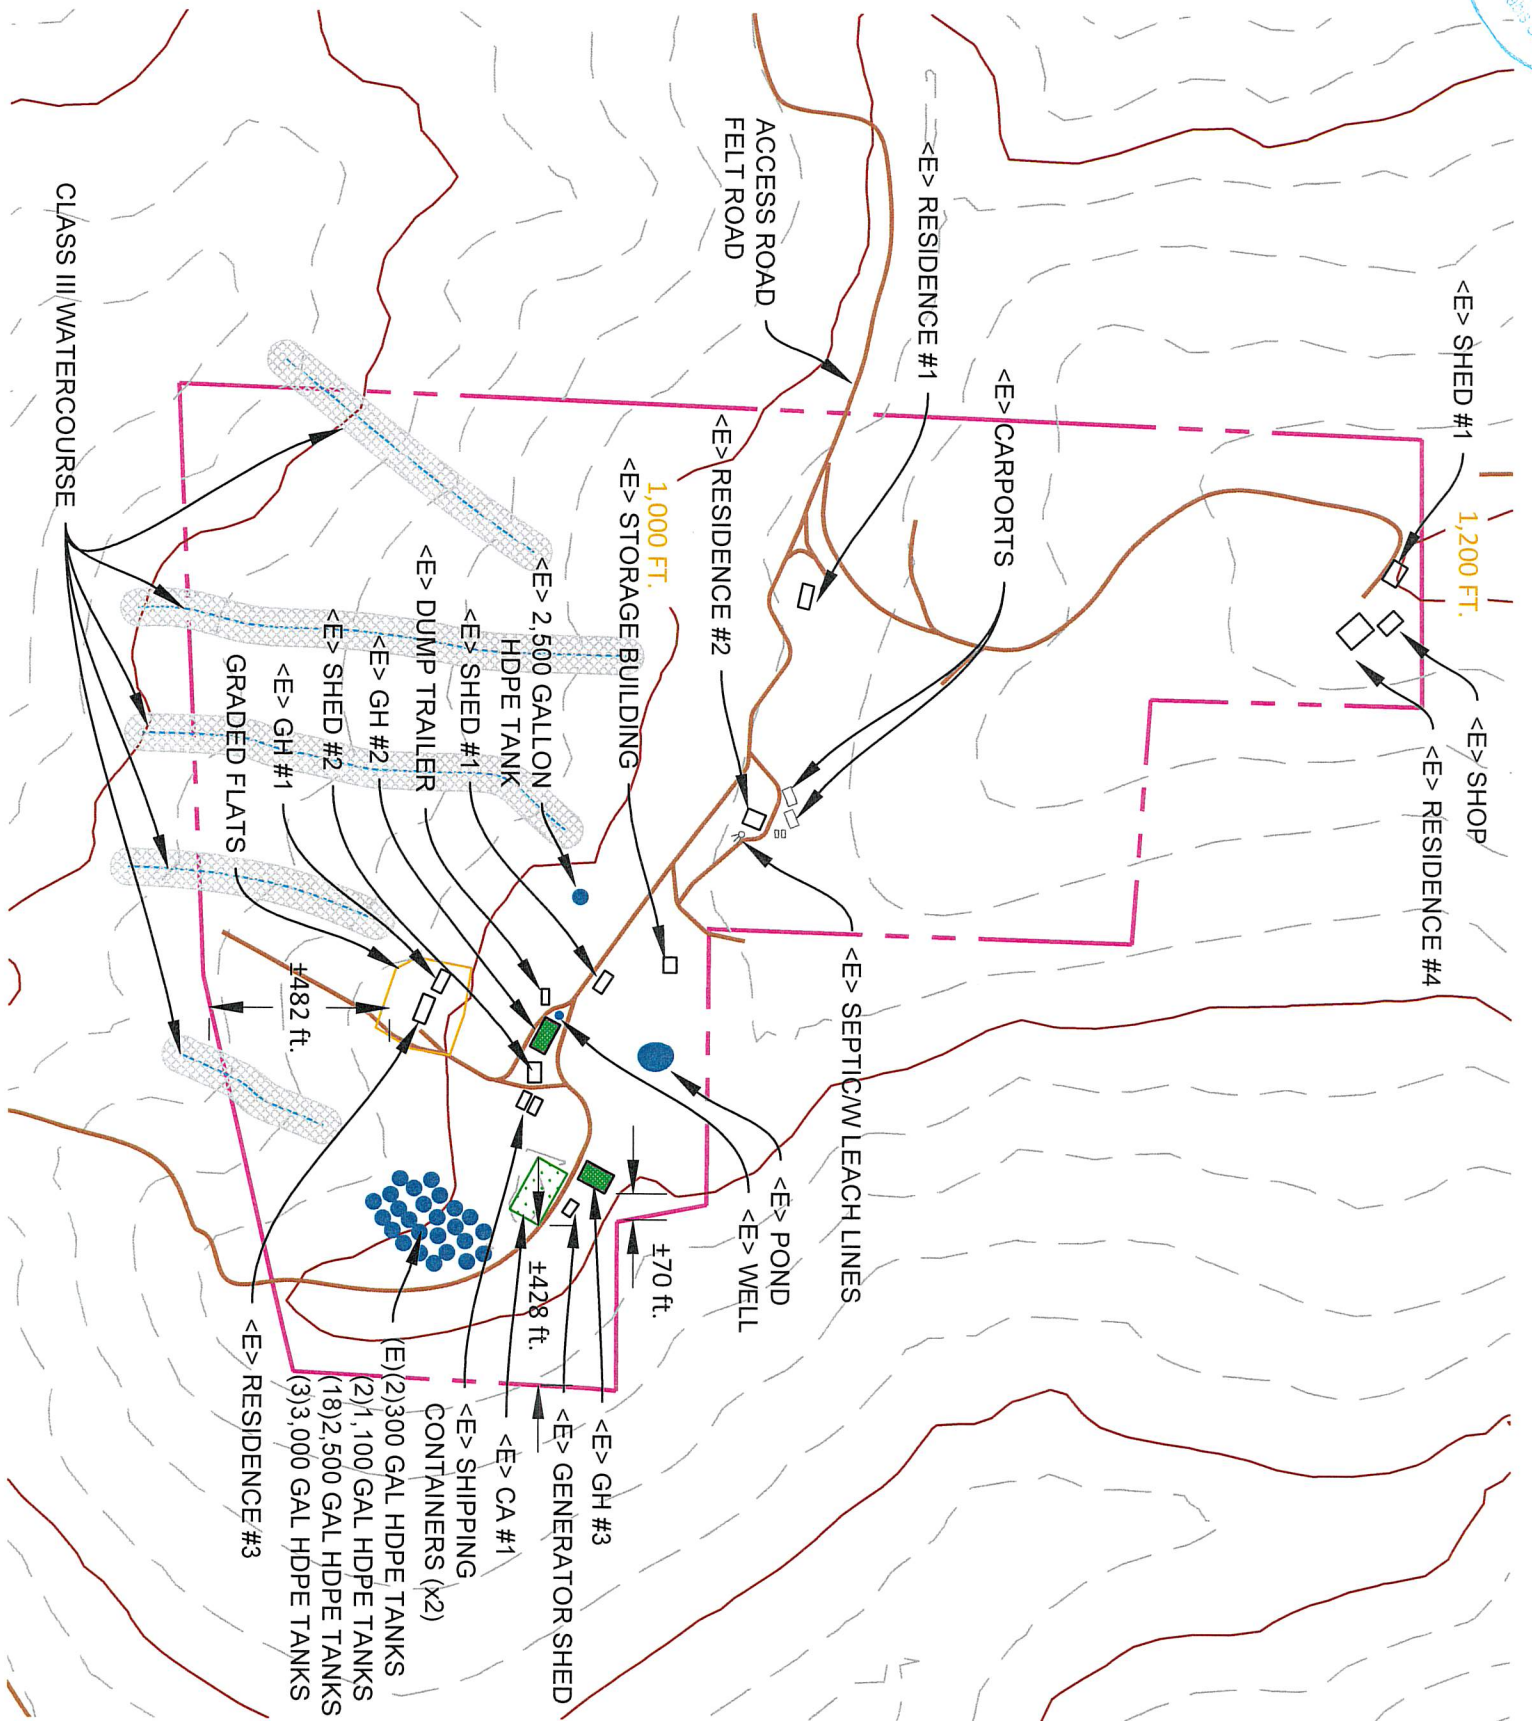 <E> SHED #1
1,200 FT.
<E> SHOP
<E> RESIDENCE #4
<E> CARPORTS
<E> RESIDENCE #1
ACCESS ROAD
FELT ROAD
<E> SEPTIC/W LEACH LINES
<E> RESIDENCE #2
1,000 FT.
<E> STORAGE BUILDING
<E> 2,500 GALLON
HDPE TANK
<E> SHED #1
<E> DUMP TRAILER
<E> GH #2
<E> SHED #2
<E> GH #1
GRADED FLATS
CLASS III WATERCOURSE
<E> POND
<E> WELL
±70 ft.
±428 ft.
±482 ft.
<E> GH #3
<E> GENERATOR SHED
<E> CA #1
<E> SHIPPING
CONTAINERS (x2)
(E)(2)300 GAL HDPE TANKS
(2)1,100 GAL HDPE TANKS
(18)2,500 GAL HDPE TANKS
(3)3,000 GAL HDPE TANKS
<E> RESIDENCE #3